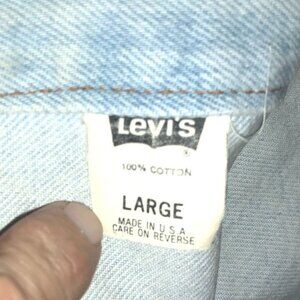 Levi's
®
100% COTTON
LARGE
MADE IN U S A
CARE ON REVERSE